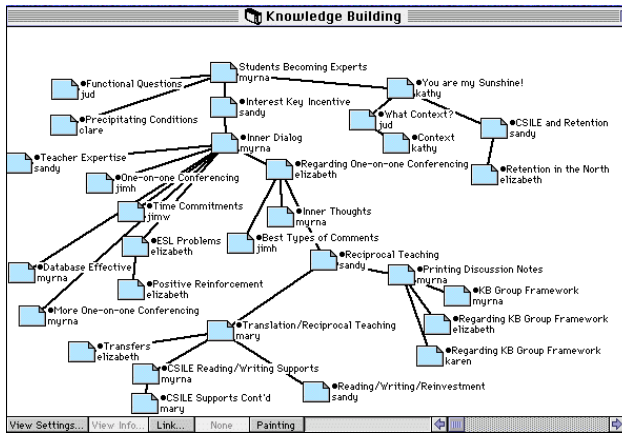 Knowledge Building
Students Becoming Experts
myrna
●Functional Questions
jud
●You are my Sunshine!
kathy
●Interest Key Incentive
sandy
●Precipitating Conditions
clare
●What Context?
jud
●CSILE and Retention
sandy
●Context
kathy
●Inner Dialog
myrna
●Teacher Expertise
sandy
●Regarding One-on-one Conferencing
elizabeth
●Retention in the North
elizabeth
●One-on-one Conferencing
jimh
●Time Commitments
jimw
●Inner Thoughts
myrna
●ESL Problems
elizabeth
●Best Types of Comments
jimh
●Reciprocal Teaching
sandy
●Database Effective
myrna
●Printing Discussion Notes
myrna
●Positive Reinforcement
elizabeth
●KB Group Framework
myrna
●More One-on-one Conferencing
myrna
●Regarding KB Group Framework
elizabeth
●Translation/Reciprocal Teaching
mary
●Transfers
elizabeth
●Regarding KB Group Framework
karen
●CSILE Reading/Writing Supports
myrna
●Reading/Writing/Reinvestment
sandy
●CSILE Supports Cont'd
mary
View Settings... View Info... Link... None Painting